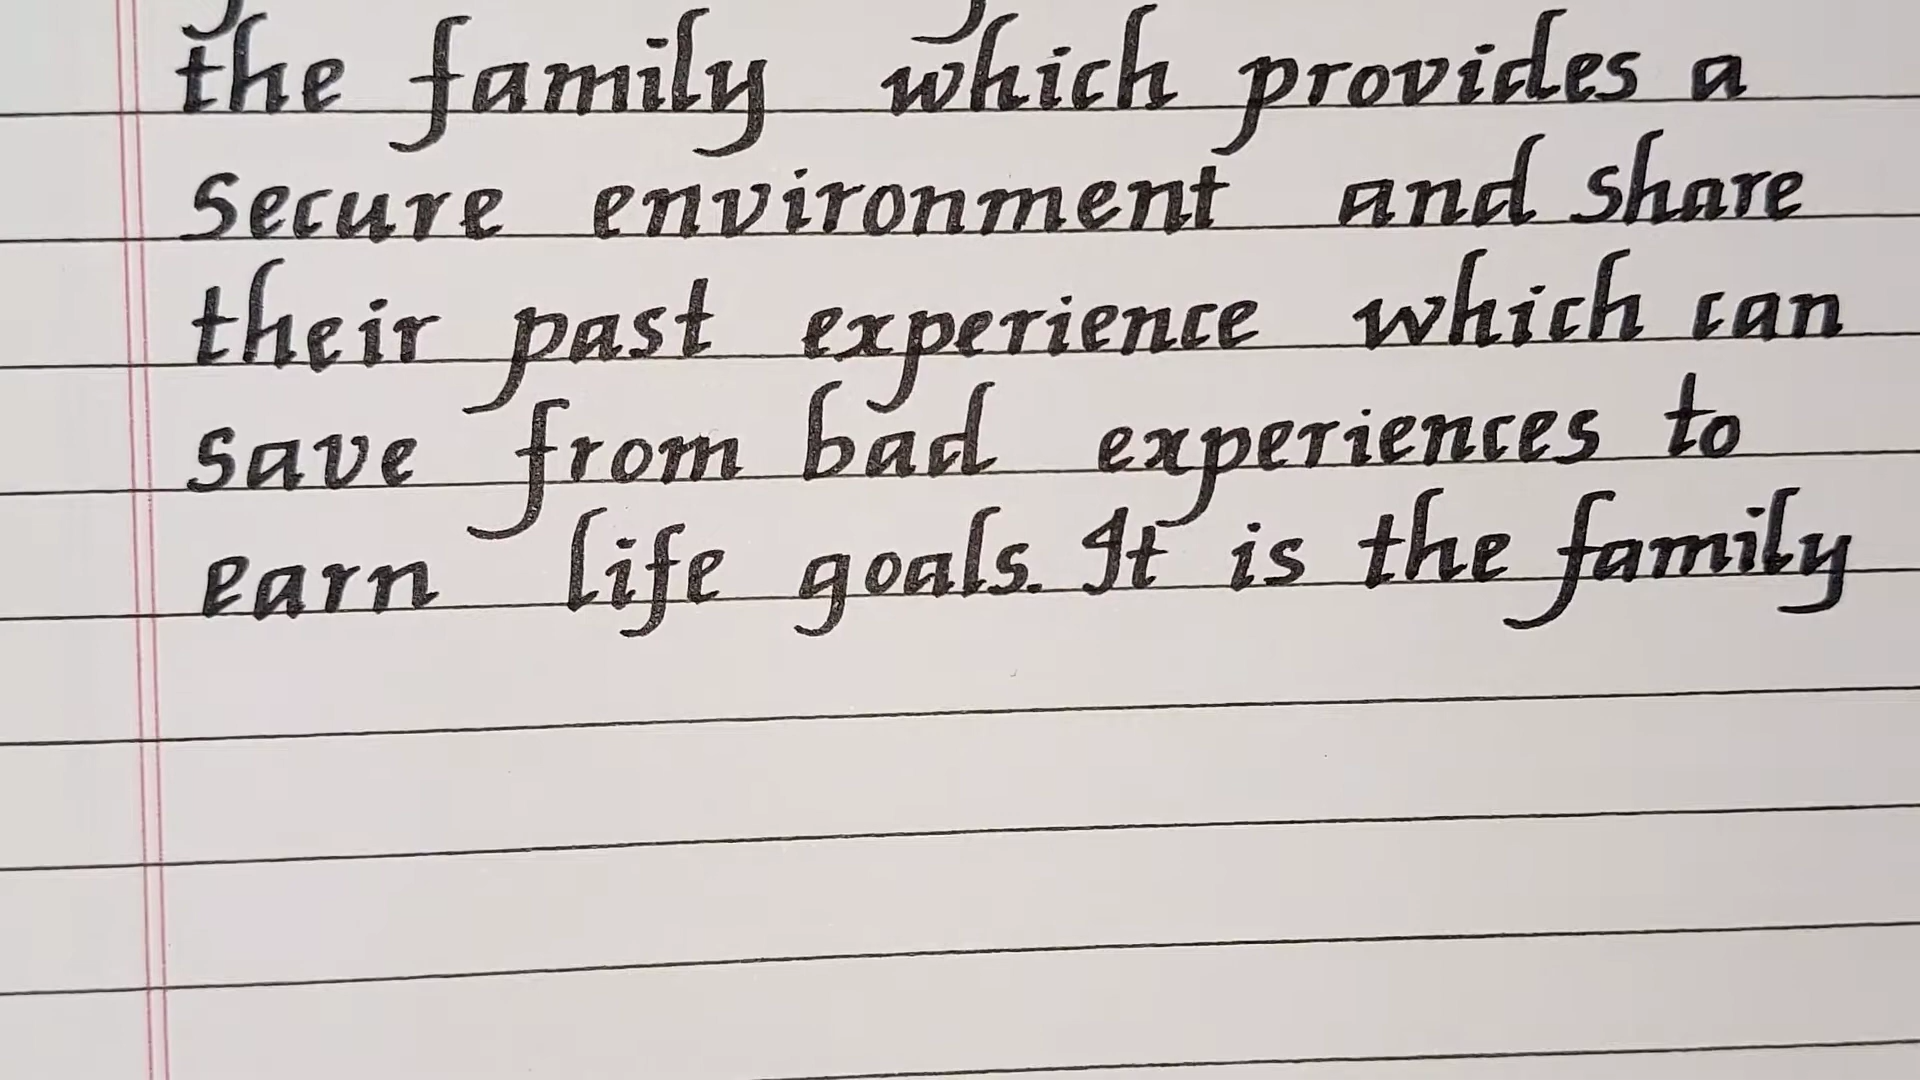 the family which provides a
secure environment and share
their past experience which can
save from bad experiences to
earn life goals. It is the family